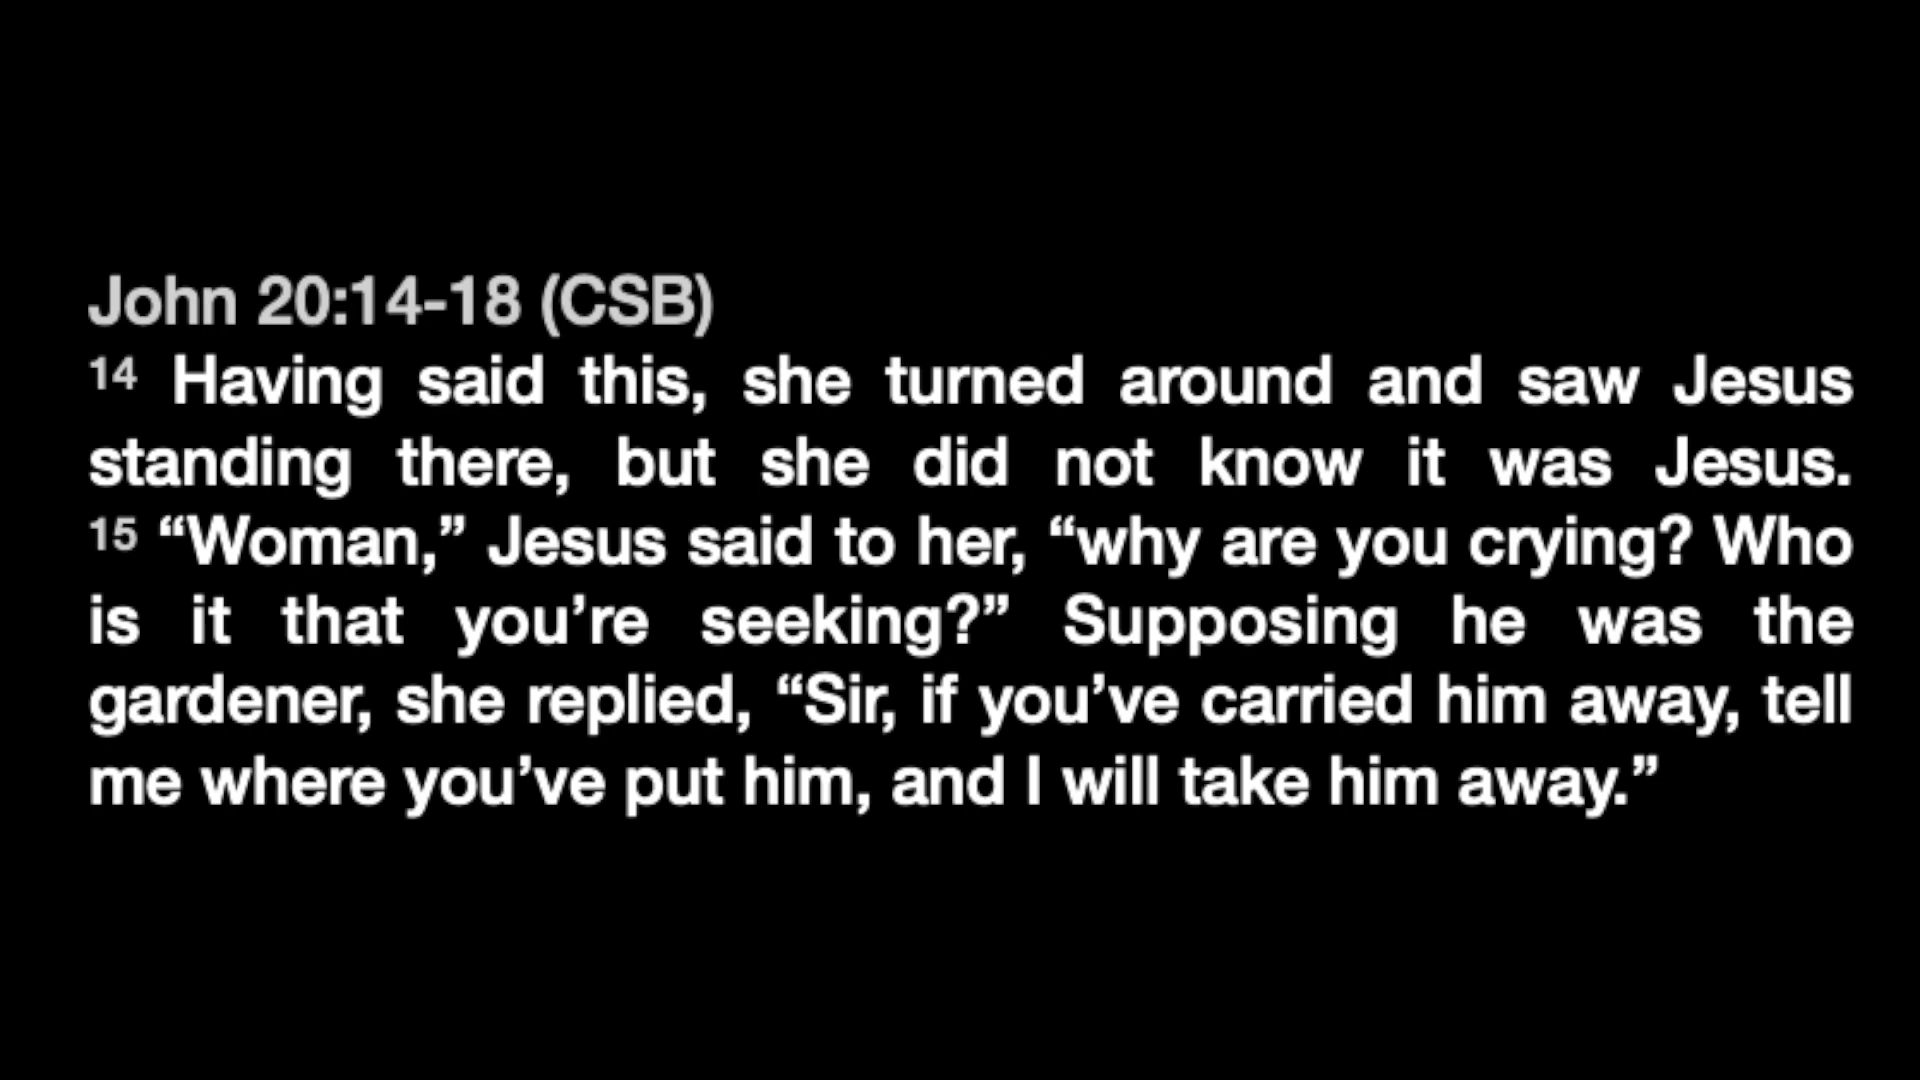 John 20:14-18 (CSB)
14 Having said this, she turned around and saw Jesus
standing there, but she did not know it was Jesus.
15 “Woman,” Jesus said to her, “why are you crying? Who
is it that you’re seeking?” Supposing he was the
gardener, she replied, “Sir, if you’ve carried him away, tell
me where you’ve put him, and I will take him away.”